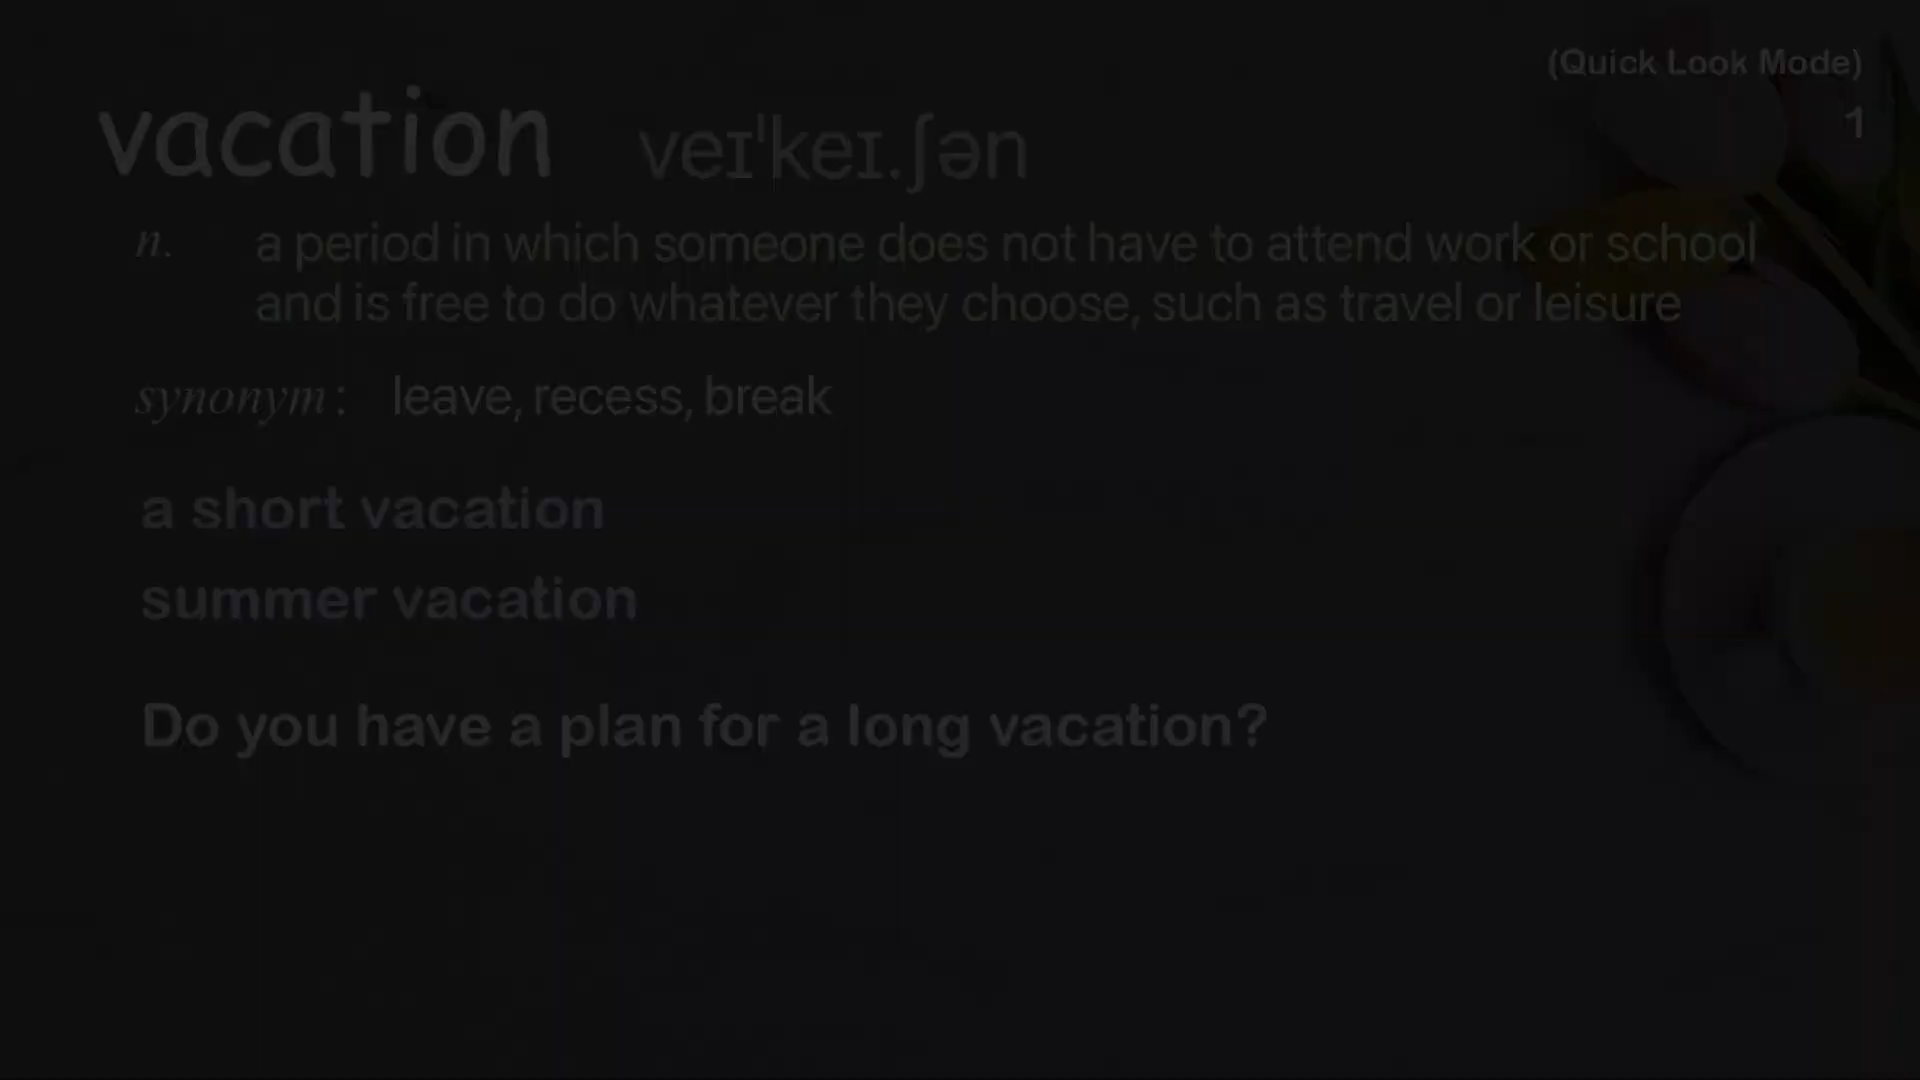 (Quick Look Mode)
1
vacation veɪˈkeɪ.ʃən
n. a period in which someone does not have to attend work or school
and is free to do whatever they choose, such as travel or leisure
synonym: leave, recess, break
a short vacation
summer vacation
Do you have a plan for a long vacation?